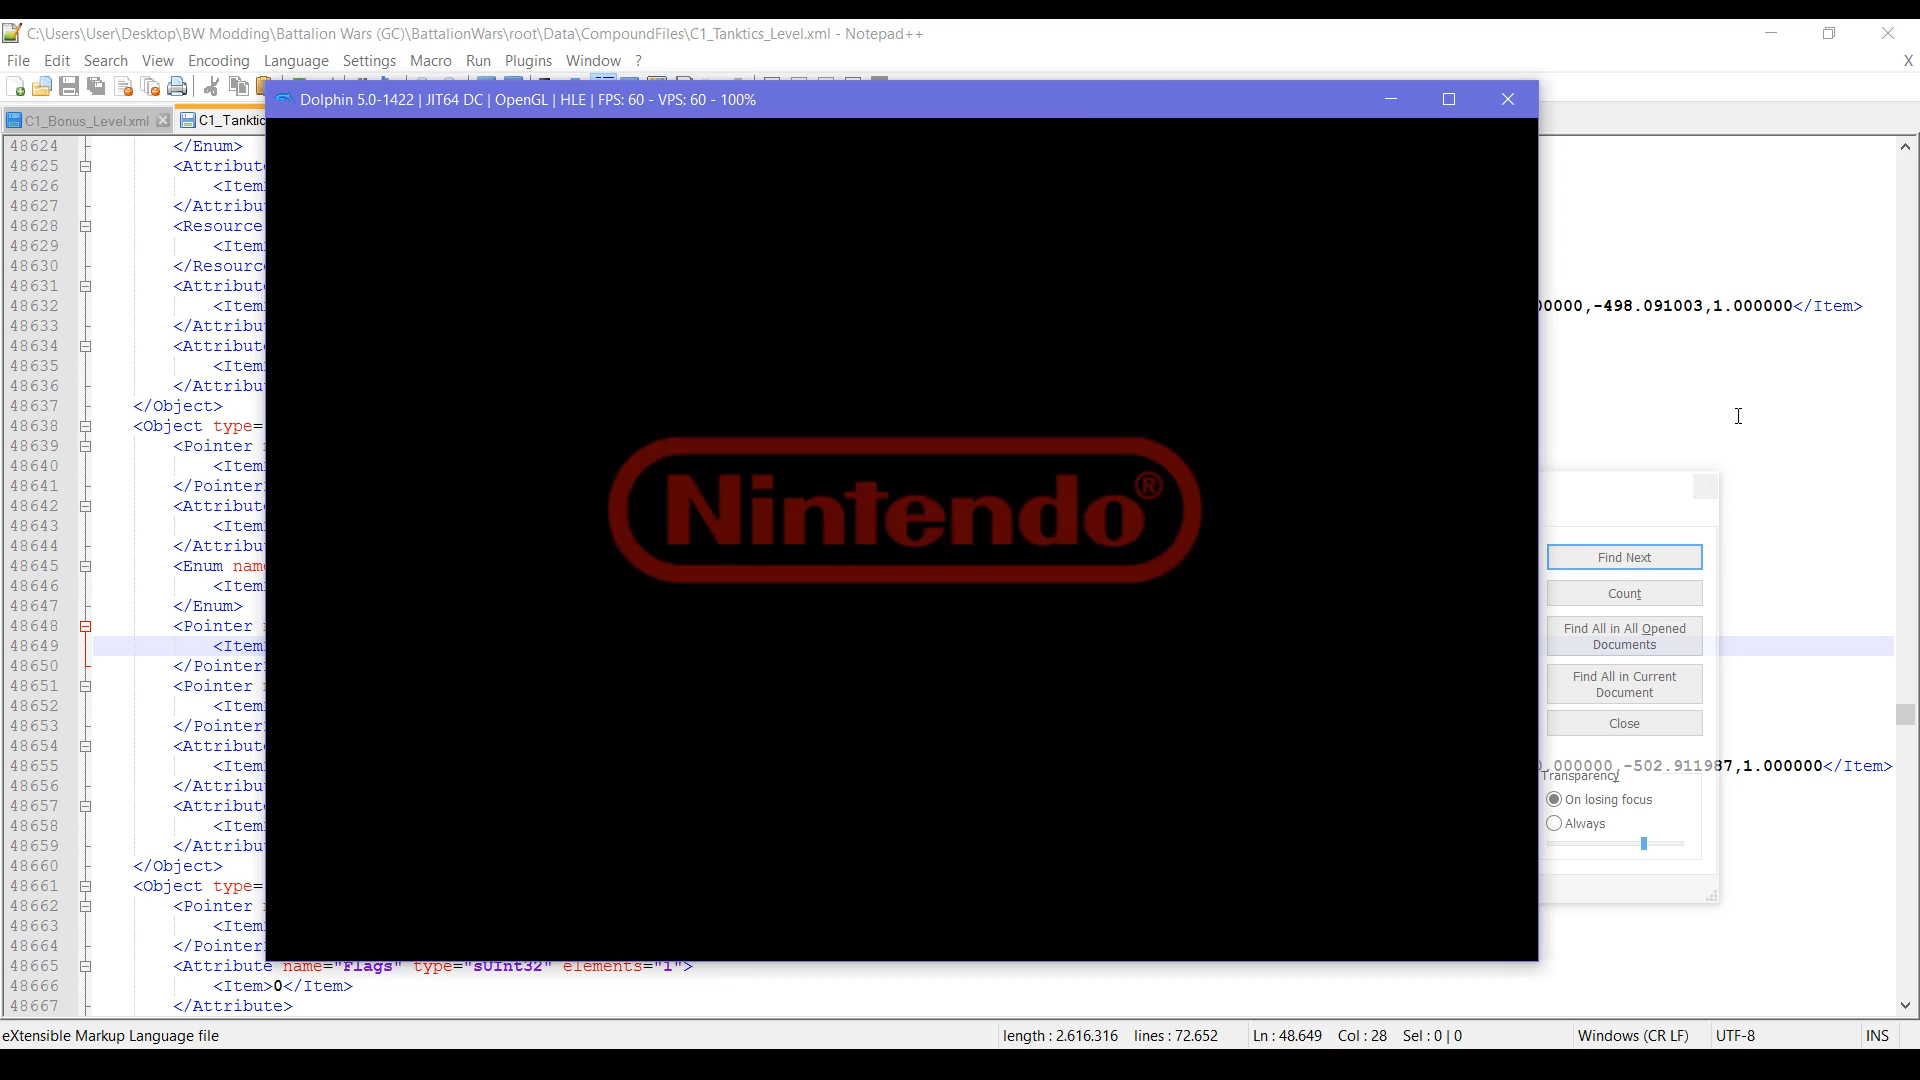 C:\Users\User\Desktop\BW Modding\Battalion Wars (GC)\BattalionWars\root\Data\CompoundFiles\C1_Tanktics_Level.xml - Notepad++
File Edit Search View Encoding Language Settings Macro Run Plugins Window ? X
Dolphin 5.0-1422 | JIT64 DC | OpenGL | HLE | FPS: 60 - VPS: 60 - 100%
C1_Bonus_Level.xml C1_Tanktic
48624 </Enum>
48625 <Attribut
48626 <Item
48627 </Attribu
48628 <Resource
48629 <Item
48630 </Resourc
48631 <Attribut
48632 <Item 0000,-498.091003,1.000000</Item>
48633 </Attribu
48634 <Attribut
48635 <Item
48636 </Attribu
48637 </Object>
48638 <Object type=
48639 <Pointer
48640 <Item
48641 </Pointer
48642 <Attribut
48643 <Item
48644 </Attribu
48645 <Enum nam
48646 <Item
48647 </Enum>
48648 <Pointer
48649 <Item
48650 </Pointer
48651 <Pointer
48652 <Item
48653 </Pointer
48654 <Attribut
48655 <Item 0.000000,-502.911987,1.000000</Item>
48656 </Attribu
48657 <Attribut
48658 <Item
48659 </Attribu
48660 </Object>
48661 <Object type=
48662 <Pointer
48663 <Item
48664 </Pointer
48665 <Attribute name="Flags" type="sUInt32" elements="1">
48666 <Item>0</Item>
48667 </Attribute>
Nintendo®
Find Next
Count
Find All in All Opened
Documents
Find All in Current
Document
Close
Transparency
On losing focus
Always
eXtensible Markup Language file length : 2.616.316 lines : 72.652 Ln : 48.649 Col : 28 Sel : 0 | 0 Windows (CR LF) UTF-8 INS